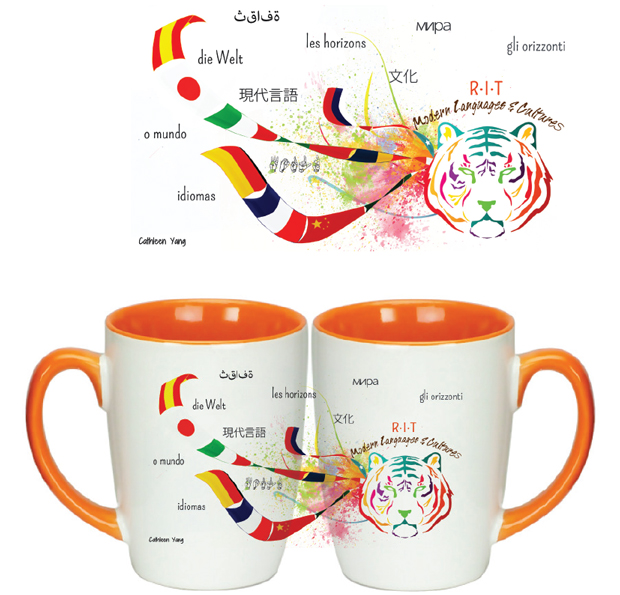 ثقافة
мира
les horizons
gli orizzonti
die Welt
文化
現代言語
R·I·T
Modern Languages & Cultures
o mundo
idiomas
Cathleen Yang
ثقافة
мира
les horizons
gli orizzonti
die Welt
文化
現代言語
R·I·T
Modern Languages & Cultures
o mundo
idiomas
Cathleen Yang